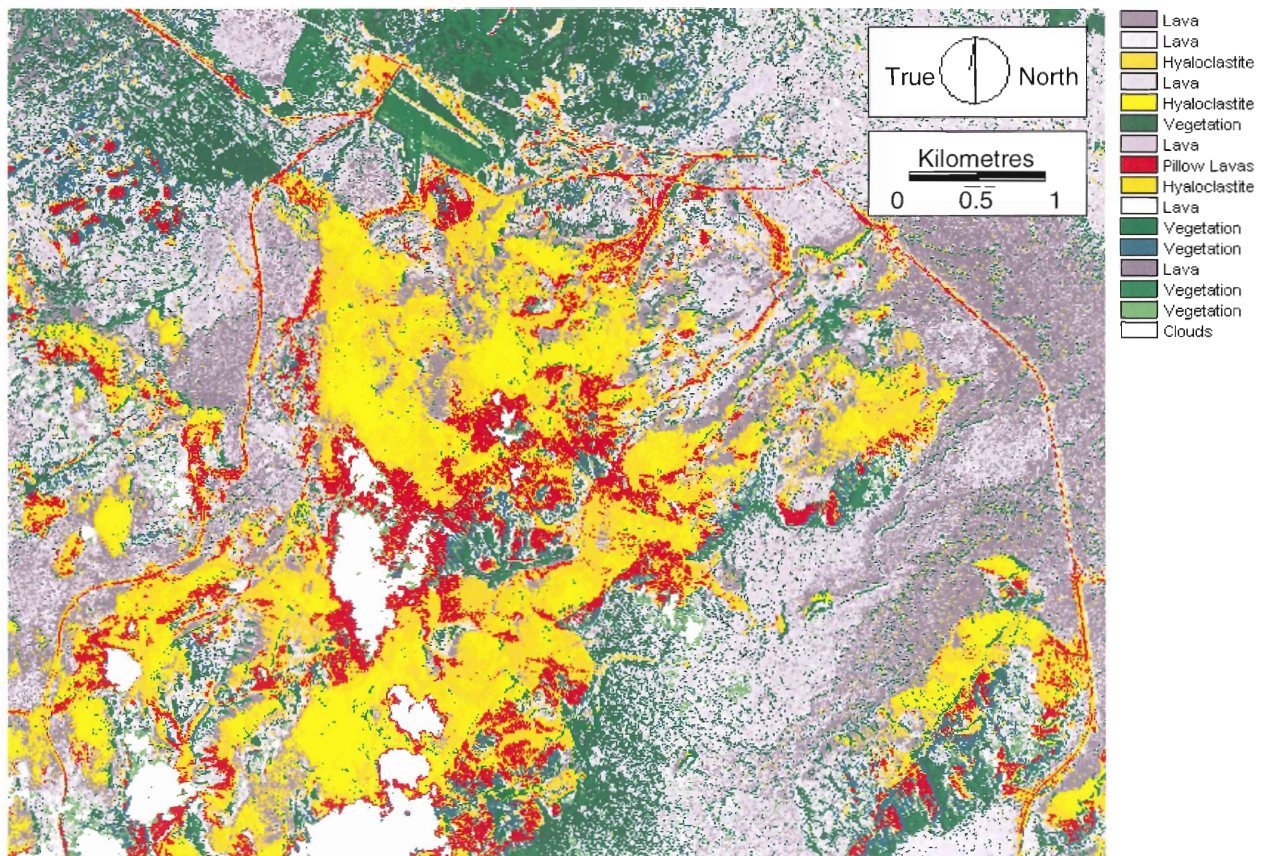 True North
Kilometres
0 0.5 1
Lava
Lava
Hyaloclastite
Lava
Hyaloclastite
Vegetation
Lava
Pillow Lavas
Hyaloclastite
Lava
Vegetation
Vegetation
Lava
Vegetation
Vegetation
Clouds